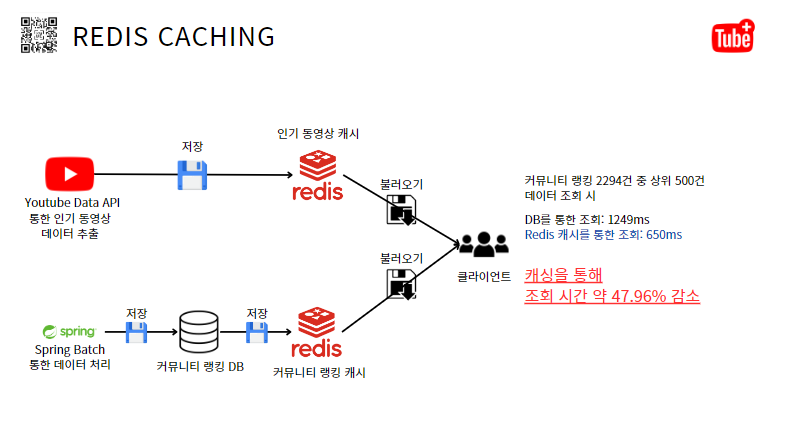 REDIS CACHING
Tube+
인기 동영상 캐시
저장
redis
불러오기
Youtube Data API
통한 인기 동영상
데이터 추출
커뮤니티 랭킹 2294건 중 상위 500건
데이터 조회 시
DB를 통한 조회: 1249ms
Redis 캐시를 통한 조회: 650ms
불러오기
클라이언트
캐싱을 통해
조회 시간 약 47.96% 감소
저장
저장
spring
redis
Spring Batch
통한 데이터 처리
커뮤니티 랭킹 DB
커뮤니티 랭킹 캐시